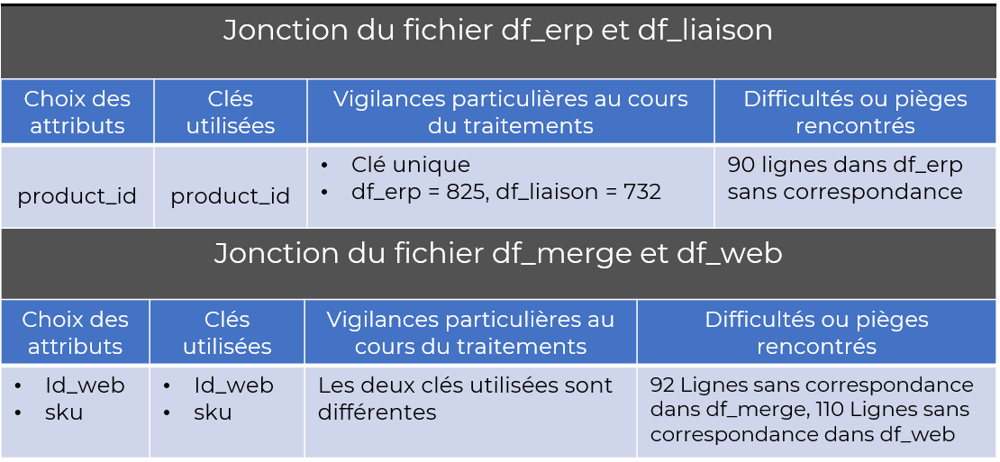 Jonction du fichier df_erp et df_liaison
Choix des
attributs
Clés
utilisées
Vigilances particulières au cours
du traitements
Difficultés ou pièges
rencontrés
product_id
product_id
• Clé unique
• df_erp = 825, df_liaison = 732
90 lignes dans df_erp
sans correspondance
Jonction du fichier df_merge et df_web
Choix des
attributs
Clés
utilisées
Vigilances particulières au
cours du traitements
Difficultés ou pièges
rencontrés
• Id_web
• sku
• Id_web
• sku
Les deux clés utilisées sont
différentes
92 Lignes sans correspondance
dans df_merge, 110 Lignes sans
correspondance dans df_web